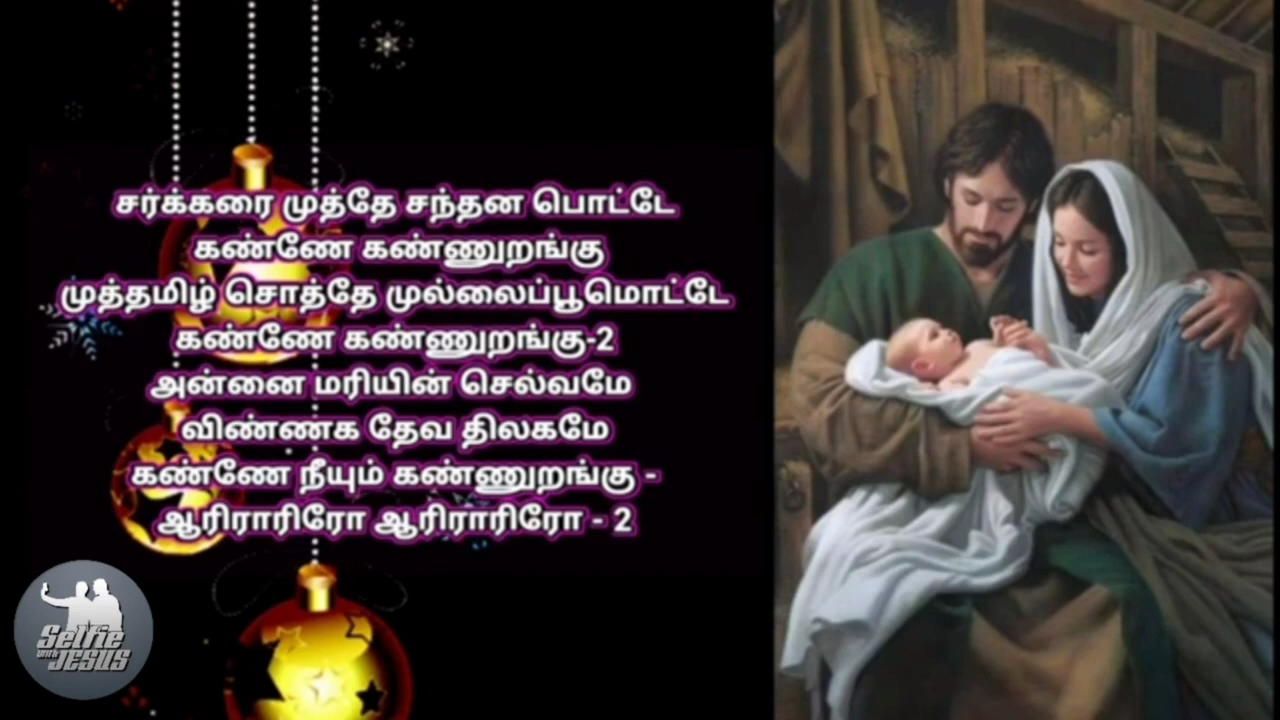 சர்க்கரை முத்தே சந்தன பொட்டே
கண்ணே கண்ணுறங்கு
முத்தமிழ் சொத்தே முல்லைப்பூமொட்டே
கண்ணே கண்ணுறங்கு-2
அன்னை மரியின் செல்வமே
விண்ணக தேவ திலகமே
கண்ணே நீயும் கண்ணுறங்கு -
ஆரிராரிரோ ஆரிராரிரோ - 2
Selfie
with JESUS